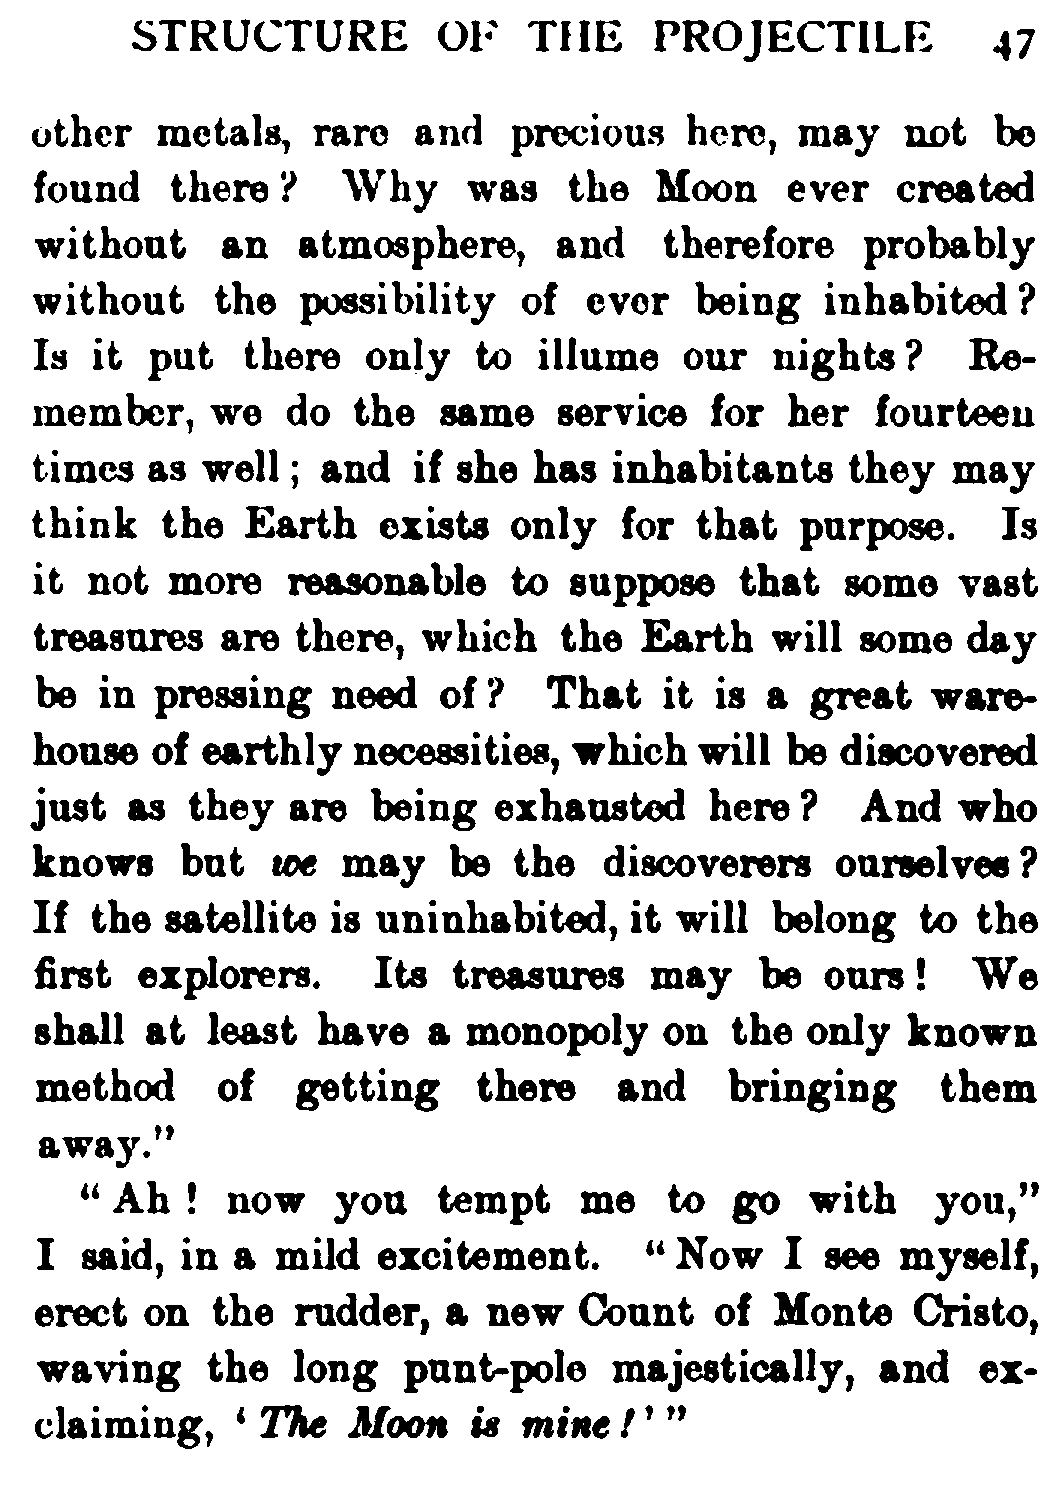 STRUCTURE OF THE PROJECTILE 47
other metals, rare and precious here, may not be
found there? Why was the Moon ever created
without an atmosphere, and therefore probably
without the possibility of ever being inhabited?
Is it put there only to illume our nights? Re-
member, we do the same service for her fourteen
times as well; and if she has inhabitants they may
think the Earth exists only for that purpose. Is
it not more reasonable to suppose that some vast
treasures are there, which the Earth will some day
be in pressing need of? That it is a great ware-
house of earthly necessities, which will be discovered
just as they are being exhausted here? And who
knows but we may be the discoverers ourselves?
If the satellite is uninhabited, it will belong to the
first explorers. Its treasures may be ours! We
shall at least have a monopoly on the only known
method of getting there and bringing them
away."
"Ah! now you tempt me to go with you,"
I said, in a mild excitement. "Now I see myself,
erect on the rudder, a new Count of Monte Cristo,
waving the long punt-pole majestically, and ex-
claiming, 'The Moon is mine!'"